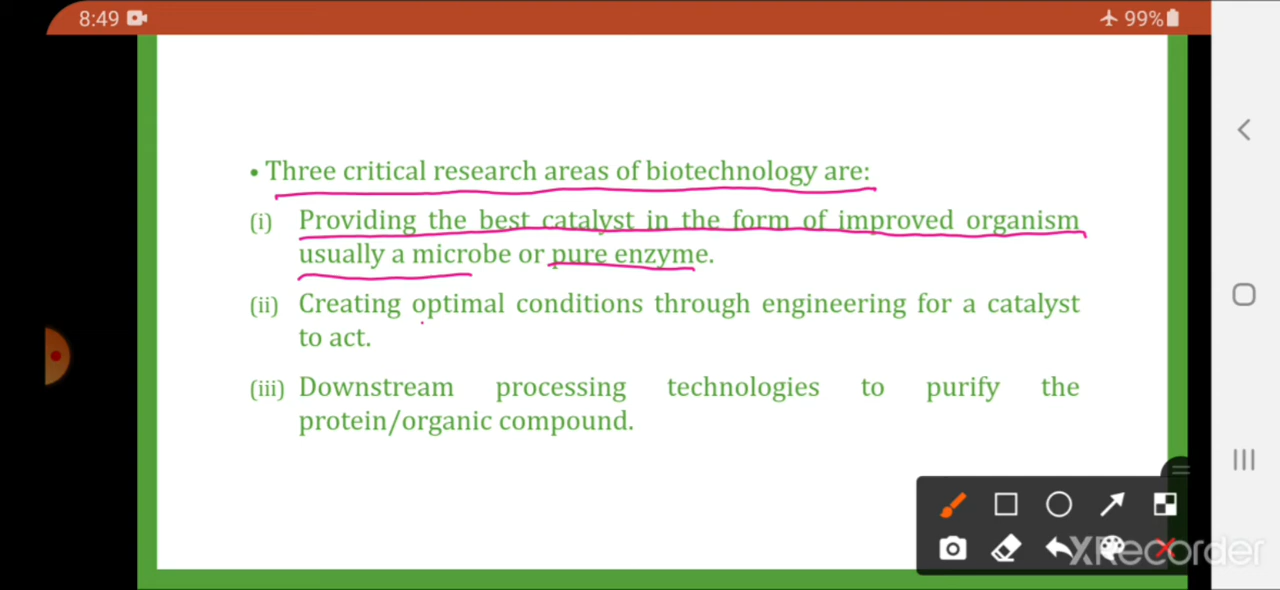 8:49
99%
• Three critical research areas of biotechnology are:
(i) Providing the best catalyst in the form of improved organism
usually a microbe or pure enzyme.
(ii) Creating optimal conditions through engineering for a catalyst
to act.
(iii) Downstream processing technologies to purify the
protein/organic compound.
XRecorder